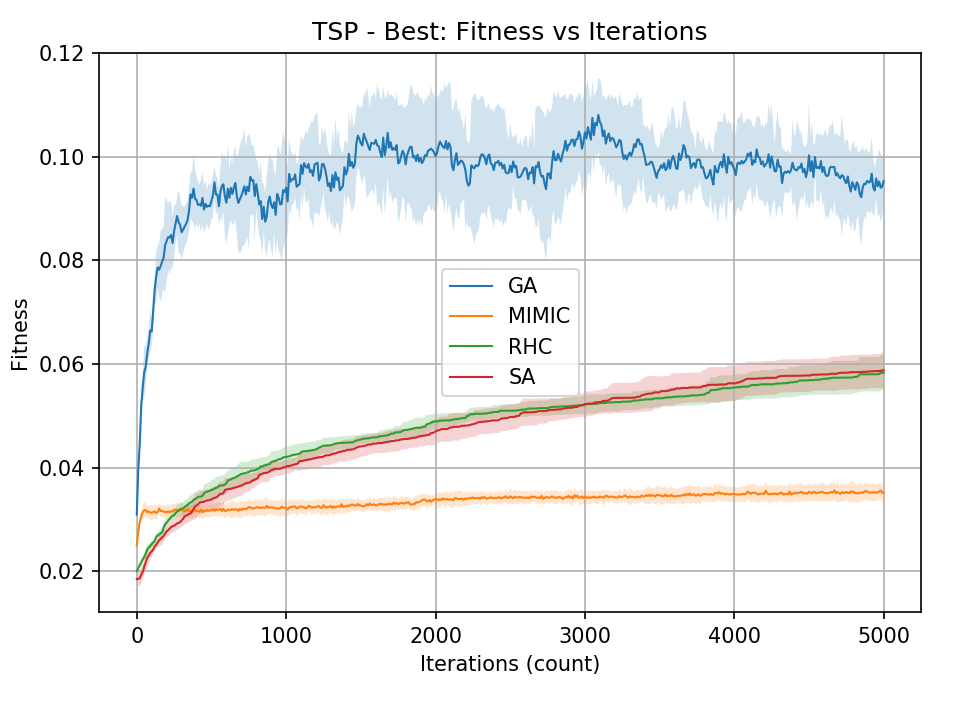 TSP - Best: Fitness vs Iterations
0.12
0.10
0.08
0.06
0.04
0.02
Fitness
GA
MIMIC
RHC
SA
0 1000 2000 3000 4000 5000
Iterations (count)